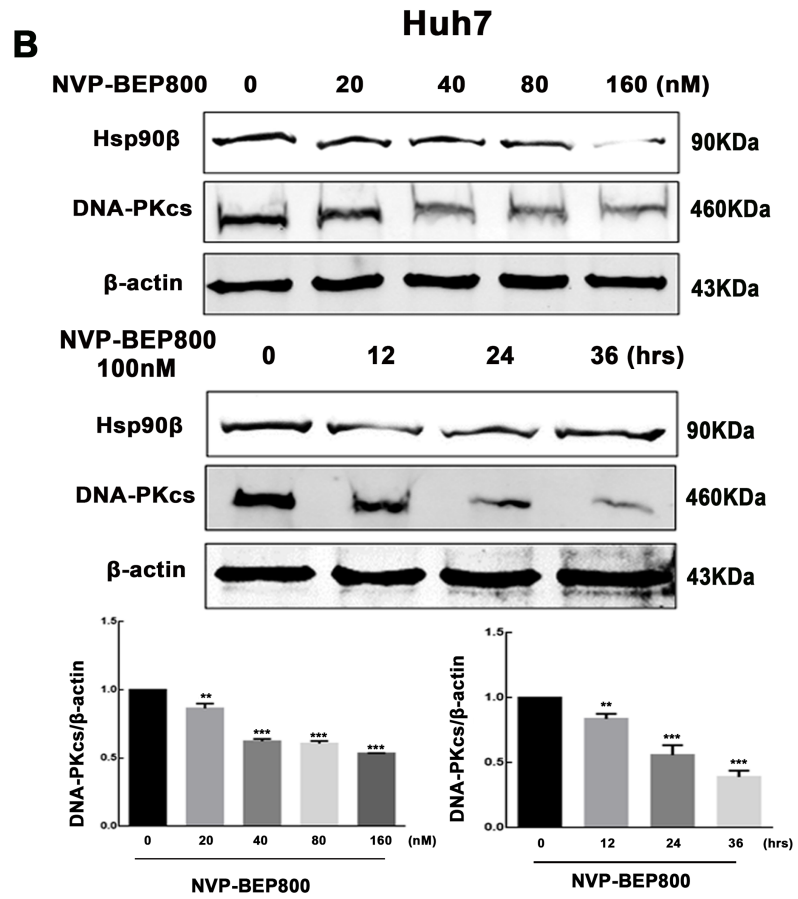 B
Huh7
NVP-BEP800 0 20 40 80 160 (nM)
Hsp90β 90KDa
DNA-PKcs 460KDa
β-actin 43KDa
NVP-BEP800
100nM 0 12 24 36 (hrs)
Hsp90β 90KDa
DNA-PKcs 460KDa
β-actin 43KDa
DNA-PKcs/β-actin
1.5
1.0
0.5
0.0
** *** *** ***
0 20 40 80 160 (nM)
NVP-BEP800
DNA-PKcs/β-actin
1.5
1.0
0.5
0.0
** *** ***
0 12 24 36 (hrs)
NVP-BEP800